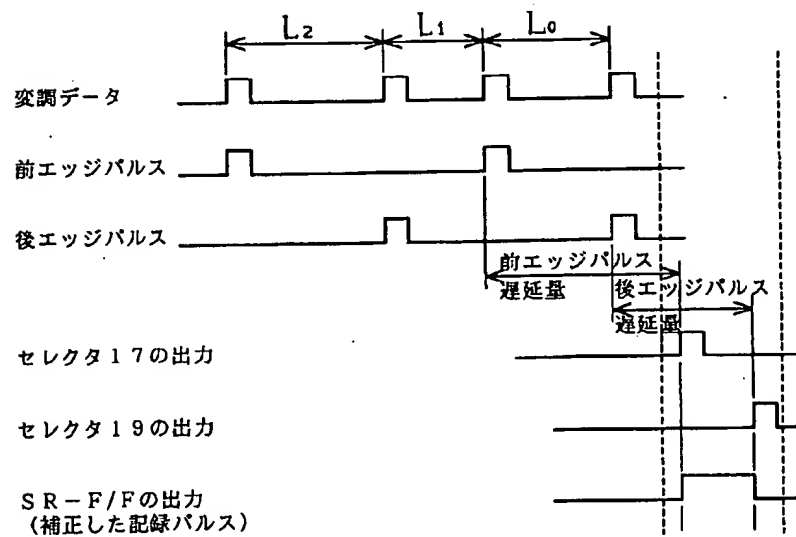 L2 L1 L0
変調データ
前エッジパルス
後エッジパルス
前エッジパルス
遅延量
後エッジパルス
遅延量
セレクタ17の出力
セレクタ19の出力
SR-F/Fの出力
(補正した記録パルス)